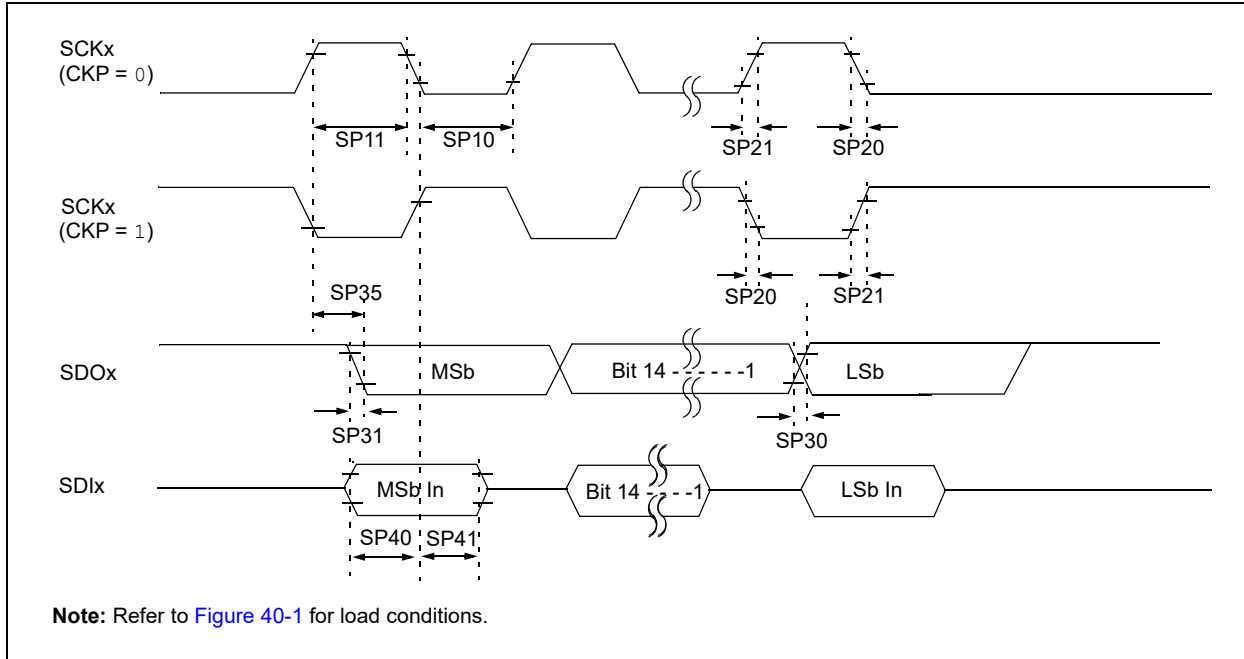 SCKx
(CKP = 0)
SP11
SP10
SP21
SP20
SCKx
(CKP = 1)
SP35
SP20
SP21
SDOx
MSb
Bit 14 - - - - - -1
LSb
SP31
SP30
SDIx
MSb In
Bit 14 - - - - -1
LSb In
SP40
SP41
Note: Refer to Figure 40-1 for load conditions.